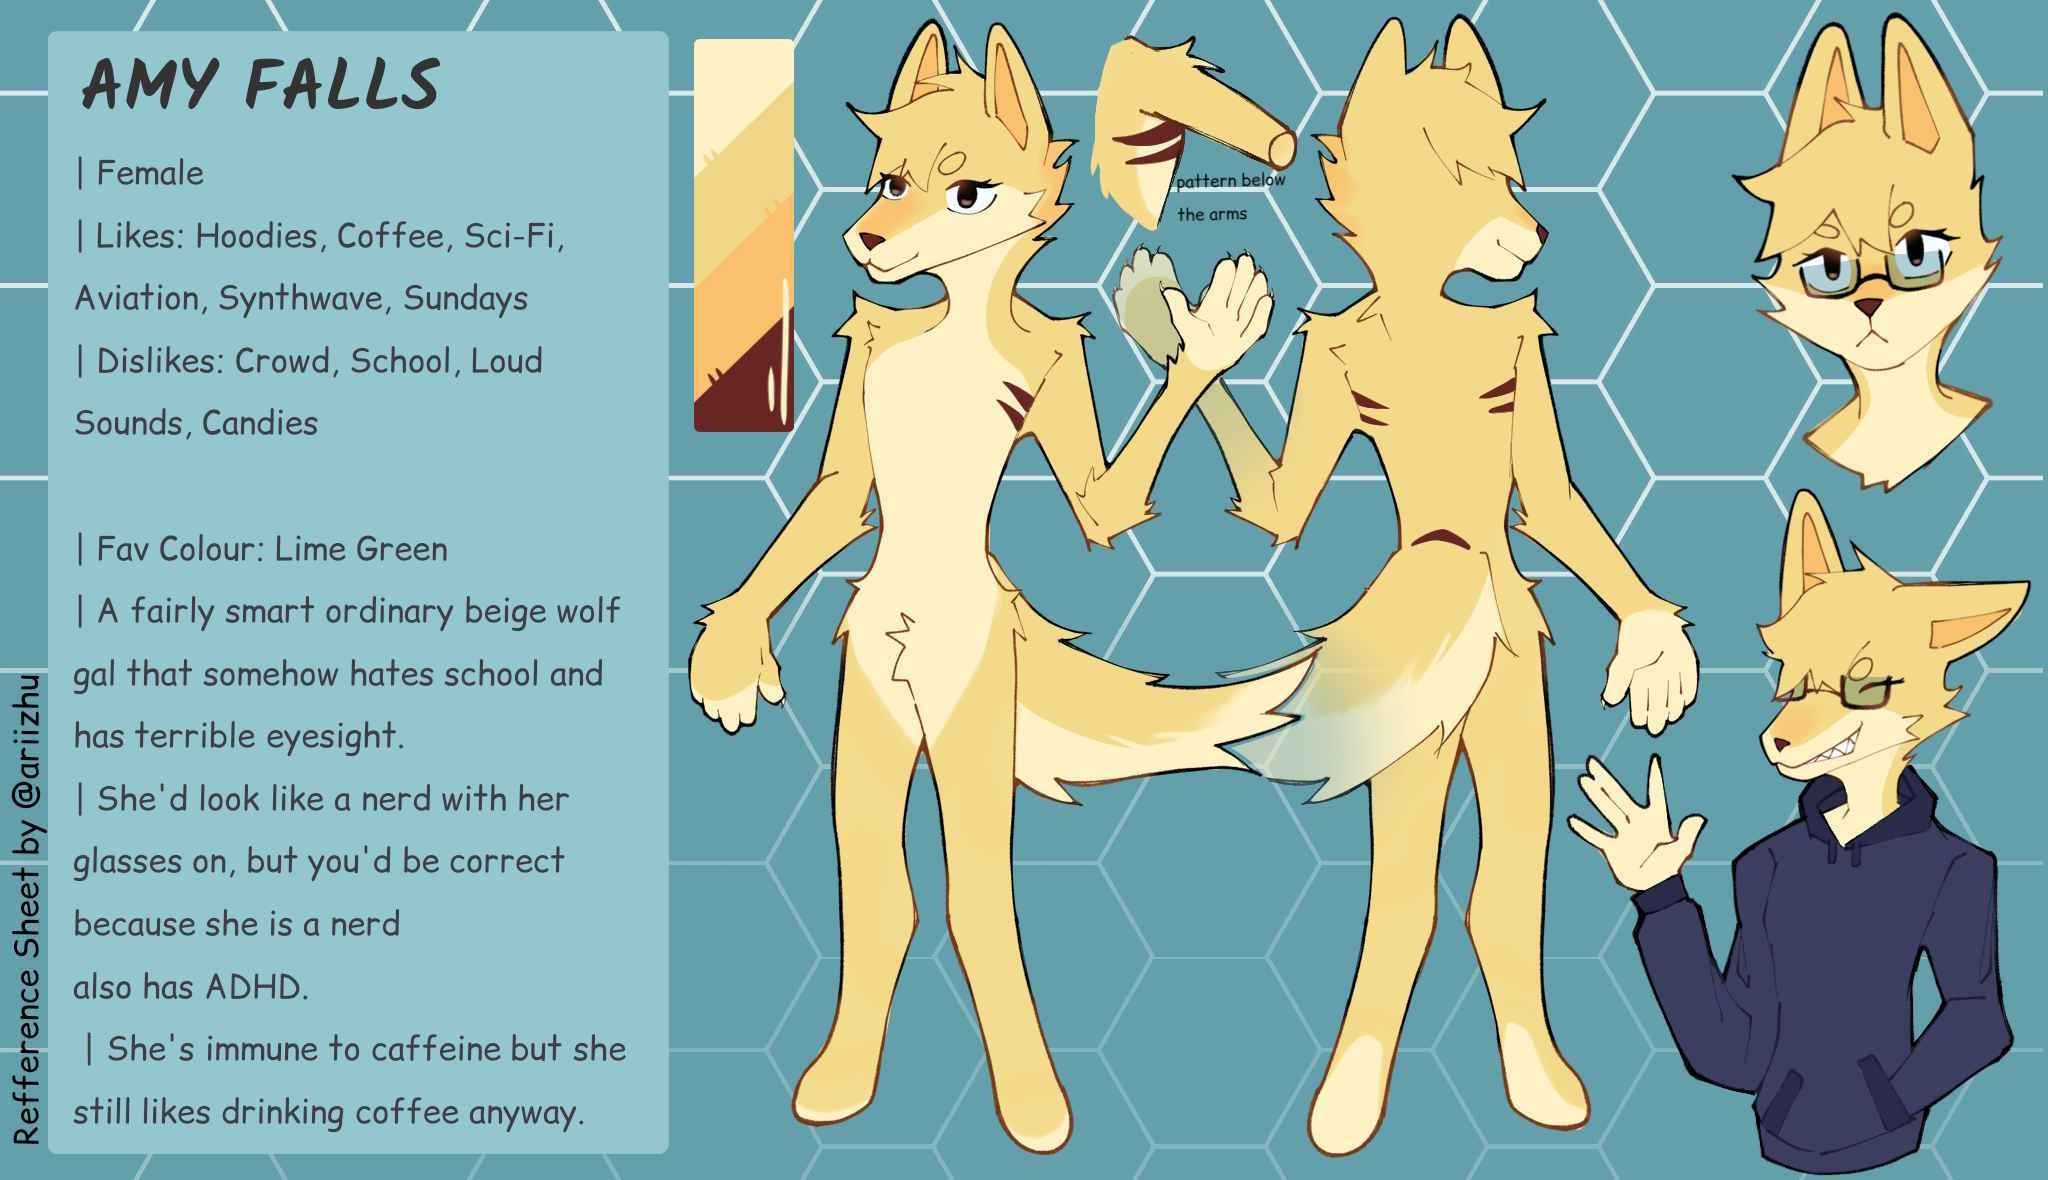 AMY FALLS
| Female
| Likes: Hoodies, Coffee, Sci-Fi,
Aviation, Synthwave, Sundays
| Dislikes: Crowd, School, Loud
Sounds, Candies
| Fav Colour: Lime Green
| A fairly smart ordinary beige wolf
gal that somehow hates school and
has terrible eyesight.
| She'd look like a nerd with her
glasses on, but you'd be correct
because she is a nerd
also has ADHD.
| She's immune to caffeine but she
still likes drinking coffee anyway.
Refference Sheet by @ariizhu
pattern below
the arms